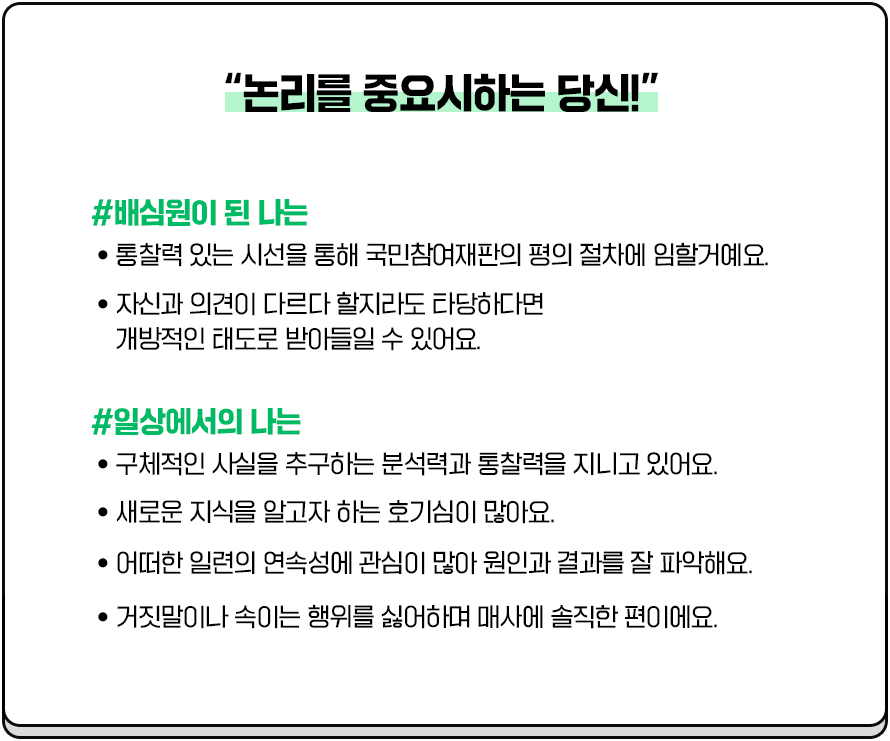 “논리를 중요시하는 당신!”
#배심원이 된 나는
• 통찰력 있는 시선을 통해 국민참여재판의 평의 절차에 임할거예요.
• 자신과 의견이 다르다 할지라도 타당하다면
개방적인 태도로 받아들일 수 있어요.
#일상에서의 나는
• 구체적인 사실을 추구하는 분석력과 통찰력을 지니고 있어요.
• 새로운 지식을 알고자 하는 호기심이 많아요.
• 어떠한 일련의 연속성에 관심이 많아 원인과 결과를 잘 파악해요.
• 거짓말이나 속이는 행위를 싫어하며 매사에 솔직한 편이에요.